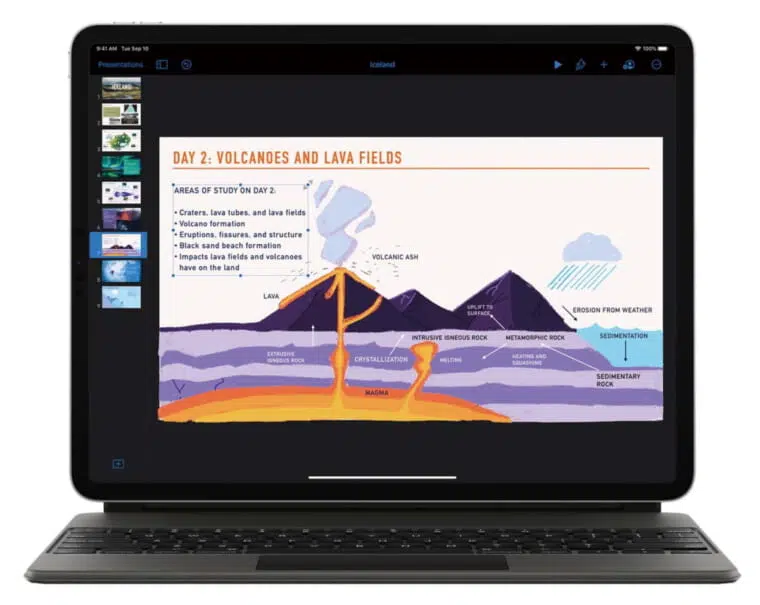 9:41 AM Tue Sep 10
100%
Presentations
Iceland
ICELAND
DAY 2: VOLCANOES AND LAVA FIELDS
AREAS OF STUDY ON DAY 2:
• Craters, lava tubes, and lava fields
• Volcano formation
• Eruptions, fissures, and structure
• Black sand beach formation
• Impacts lava fields and volcanoes
have on the land
VOLCANIC ASH
LAVA
UPLIFT TO
SURFACE
EROSION FROM WEATHER
INTRUSIVE IGNEOUS ROCK
METAMORPHIC ROCK
SEDIMENTATION
EXTRUSIVE
IGNEOUS ROCK
CRYSTALLIZATION
MELTING
HEATING AND
SQUASHING
SEDIMENTARY
ROCK
MAGMA